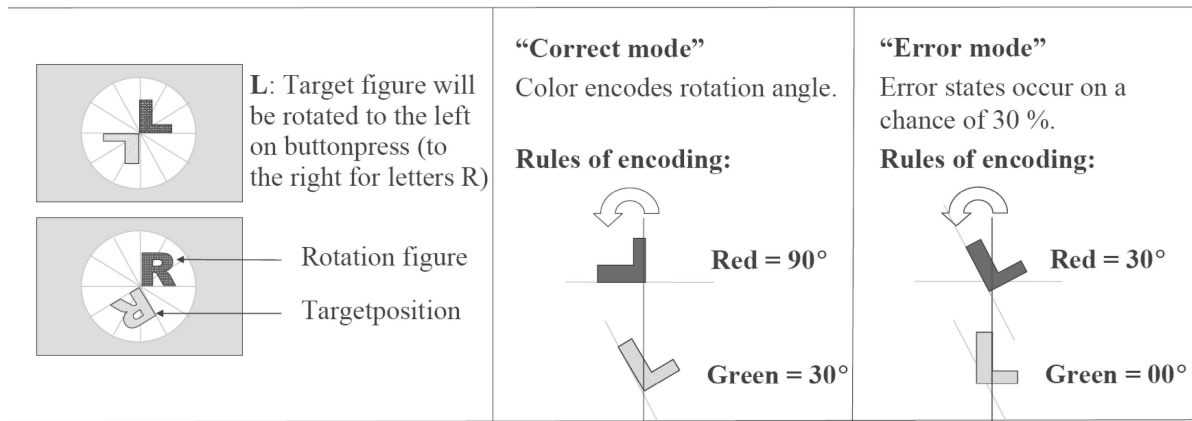 L: Target figure will
be rotated to the left
on buttonpress (to
the right for letters R)
L
L
R
R
Rotation figure
Targetposition
“Correct mode”
Color encodes rotation angle.
Rules of encoding:
Red = 90°
Green = 30°
“Error mode”
Error states occur on a
chance of 30 %.
Rules of encoding:
Red = 30°
Green = 00°